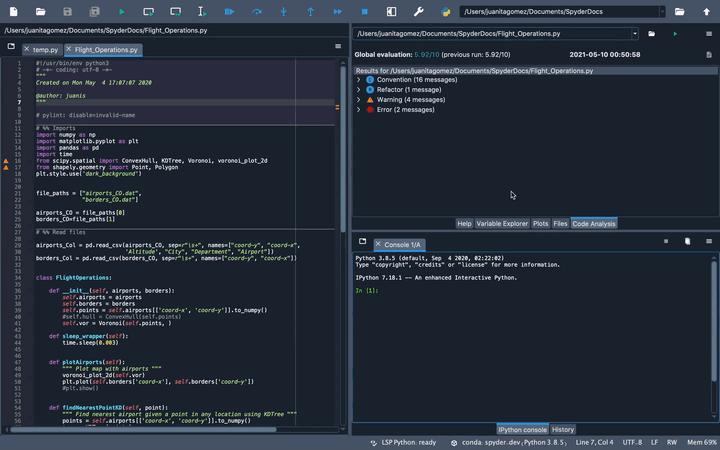 /Users/juanitagomez/Documents/SpyderDocs
/Users/juanitagomez/Documents/SpyderDocs/Flight_Operations.py
temp.py
Flight_Operations.py
1 #!/usr/bin/env python3
2 # -*- coding: utf-8 -*-
3 """
4 Created on Mon May  4 17:07:07 2020
5
6 @author: juanis
7 """
8
9 # pylint: disable=invalid-name
10
11 # %% Imports
12 import numpy as np
13 import matplotlib.pyplot as plt
14 import pandas as pd
15 import time
16 from scipy.spatial import ConvexHull, KDTree, Voronoi, voronoi_plot_2d
17 from shapely.geometry import Point, Polygon
18 plt.style.use('dark_background')
19
20
21 file_paths = ["airports_CO.dat",
22 "borders_CO.dat"]
23
24 airports_CO = file_paths[0]
25 borders_CO=file_paths[1]
26
27 # %% Read files
28
29 airports_Col = pd.read_csv(airports_CO, sep=r"\s+", names=["coord-y", "coord-x",
30 'Altitude', "City", "Department", "Airport"])
31 borders_Col = pd.read_csv(borders_CO, sep=r"\s+", names=["coord-y", "coord-x"])
32
33
34 class FlightOperations:
35
36 def __init__(self, airports, borders):
37 self.airports = airports
38 self.borders = borders
39 self.points = self.airports[['coord-x', 'coord-y']].to_numpy()
40 #self.hull = ConvexHull(self.points)
41 self.vor = Voronoi(self.points, )
42
43 def sleep_wrapper(self):
44 time.sleep(0.003)
45
46
47 def plotAirports(self):
48 """ Plot map with airports """
49 voronoi_plot_2d(self.vor)
50 plt.plot(self.borders['coord-x'], self.borders['coord-y'])
51 #plt.show()
52
53
54 def findNearestPointKD(self, point):
55 """ Find nearest airport given a point in any location using KDTree """
56 points = self.airports[['coord-x', 'coord-y']].to_numpy()
/Users/juanitagomez/Documents/SpyderDocs/Flight_Operations.py
Global evaluation: 5.92/10 (previous run: 5.92/10)
2021-05-10 00:50:58
Results for /Users/juanitagomez/Documents/SpyderDocs/Flight_Operations.py
Convention (16 messages)
Refactor (1 message)
Warning (4 messages)
Error (2 messages)
Help Variable Explorer Plots Files Code Analysis
Console 1/A
Python 3.8.5 (default, Sep  4 2020, 02:22:02)
Type "copyright", "credits" or "license" for more information.
IPython 7.18.1 -- An enhanced Interactive Python.
In [1]:
IPython console History
LSP Python: ready
conda: spyder-dev (Python 3.8.5)
Line 7, Col 4
UTF-8
LF
RW
Mem 69%